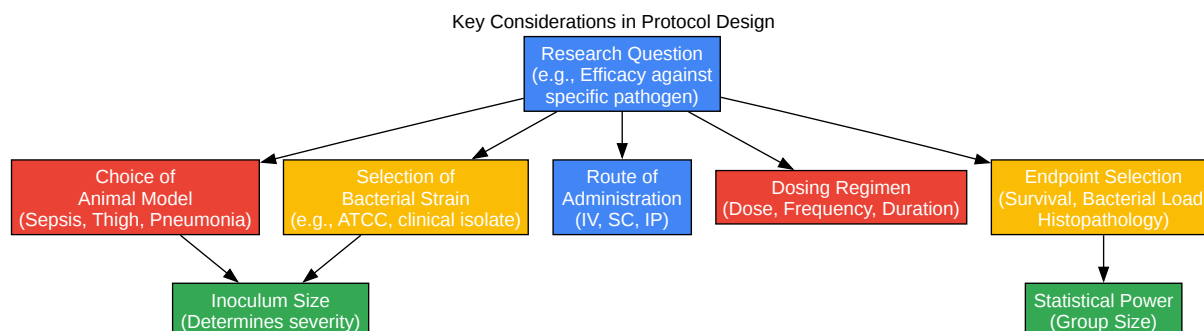 Key Considerations in Protocol Design
Research Question
(e.g., Efficacy against
specific pathogen)
Choice of
Animal Model
(Sepsis, Thigh, Pneumonia)
Selection of
Bacterial Strain
(e.g., ATCC, clinical isolate)
Route of
Administration
(IV, SC, IP)
Dosing Regimen
(Dose, Frequency, Duration)
Endpoint Selection
(Survival, Bacterial Load
Histopathology)
Inoculum Size
(Determines severity)
Statistical Power
(Group Size)